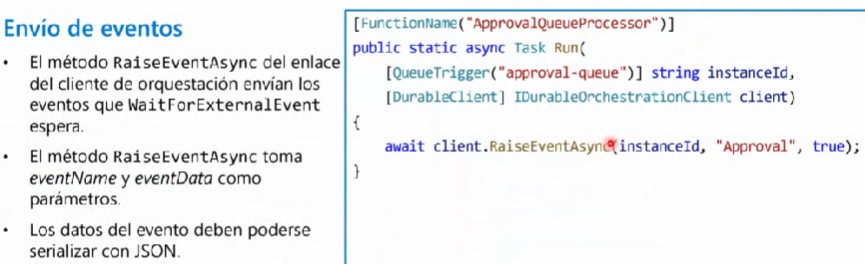 Envío de eventos
• El método RaiseEventAsync del enlace
del cliente de orquestación envían los
eventos que WaitForExternalEvent
espera.
• El método RaiseEventAsync toma
eventName y eventData como
parámetros.
• Los datos del evento deben poderse
serializar con JSON.
[FunctionName("ApprovalQueueProcessor")]
public static async Task Run(
[QueueTrigger("approval-queue")] string instanceId,
[DurableClient] IDurableOrchestrationClient client)
{
await client.RaiseEventAsync(instanceId, "Approval", true);
}